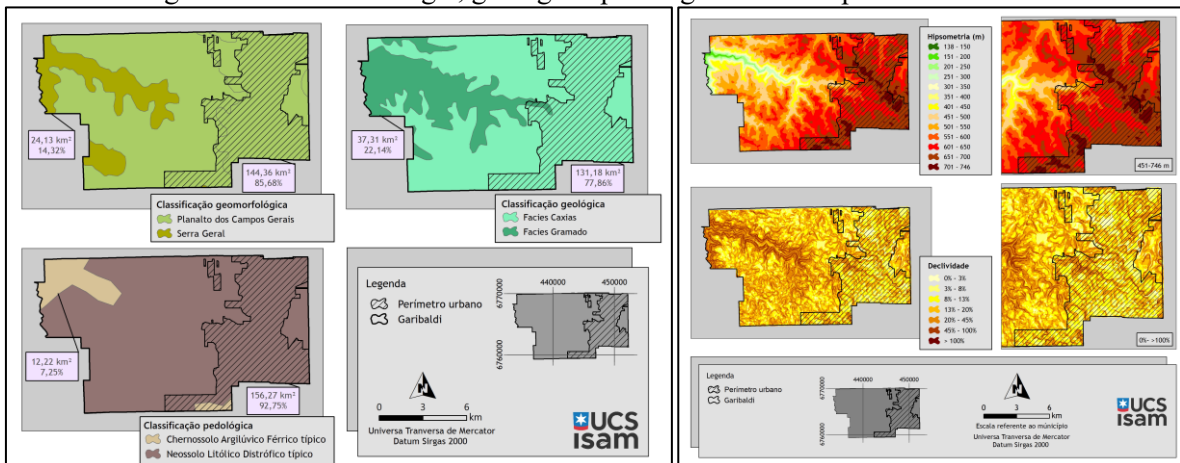 24,13 km²
14,32%
144,36 km²
85,68%
Classificação geomorfológica
Planalto dos Campos Gerais
Serra Geral
37,31 km²
22,14%
131,18 km²
77,86%
Classificação geológica
Facies Caxias
Facies Gramado
12,22 km²
7,25%
156,27 km²
92,75%
Classificação pedológica
Chernossolo Argilúvico Férrico típico
Neossolo Litólico Distrófico típico
Legenda
Perímetro urbano
Garibaldi
440000
450000
6770000
6760000
N
0 3 6
km
Universa Tranversa de Mercator
Datum Sirgas 2000
UCS
isam
Hipsometria (m)
138 - 150
151 - 200
201 - 250
251 - 300
301 - 350
351 - 400
401 - 450
451 - 500
501 - 550
551 - 600
601 - 650
651 - 700
701 - 746
451-746 m
Declividade
0% - 3%
3% - 8%
8% - 13%
13% - 20%
20% - 45%
45% - 100%
> 100%
0%- >100%
Legenda
Perímetro urbano
Garibaldi
440000
450000
6770000
6760000
N
0 3 6
km
Escala referente ao município
Universa Tranversa de Mercator
Datum Sirgas 2000
UCS
isam